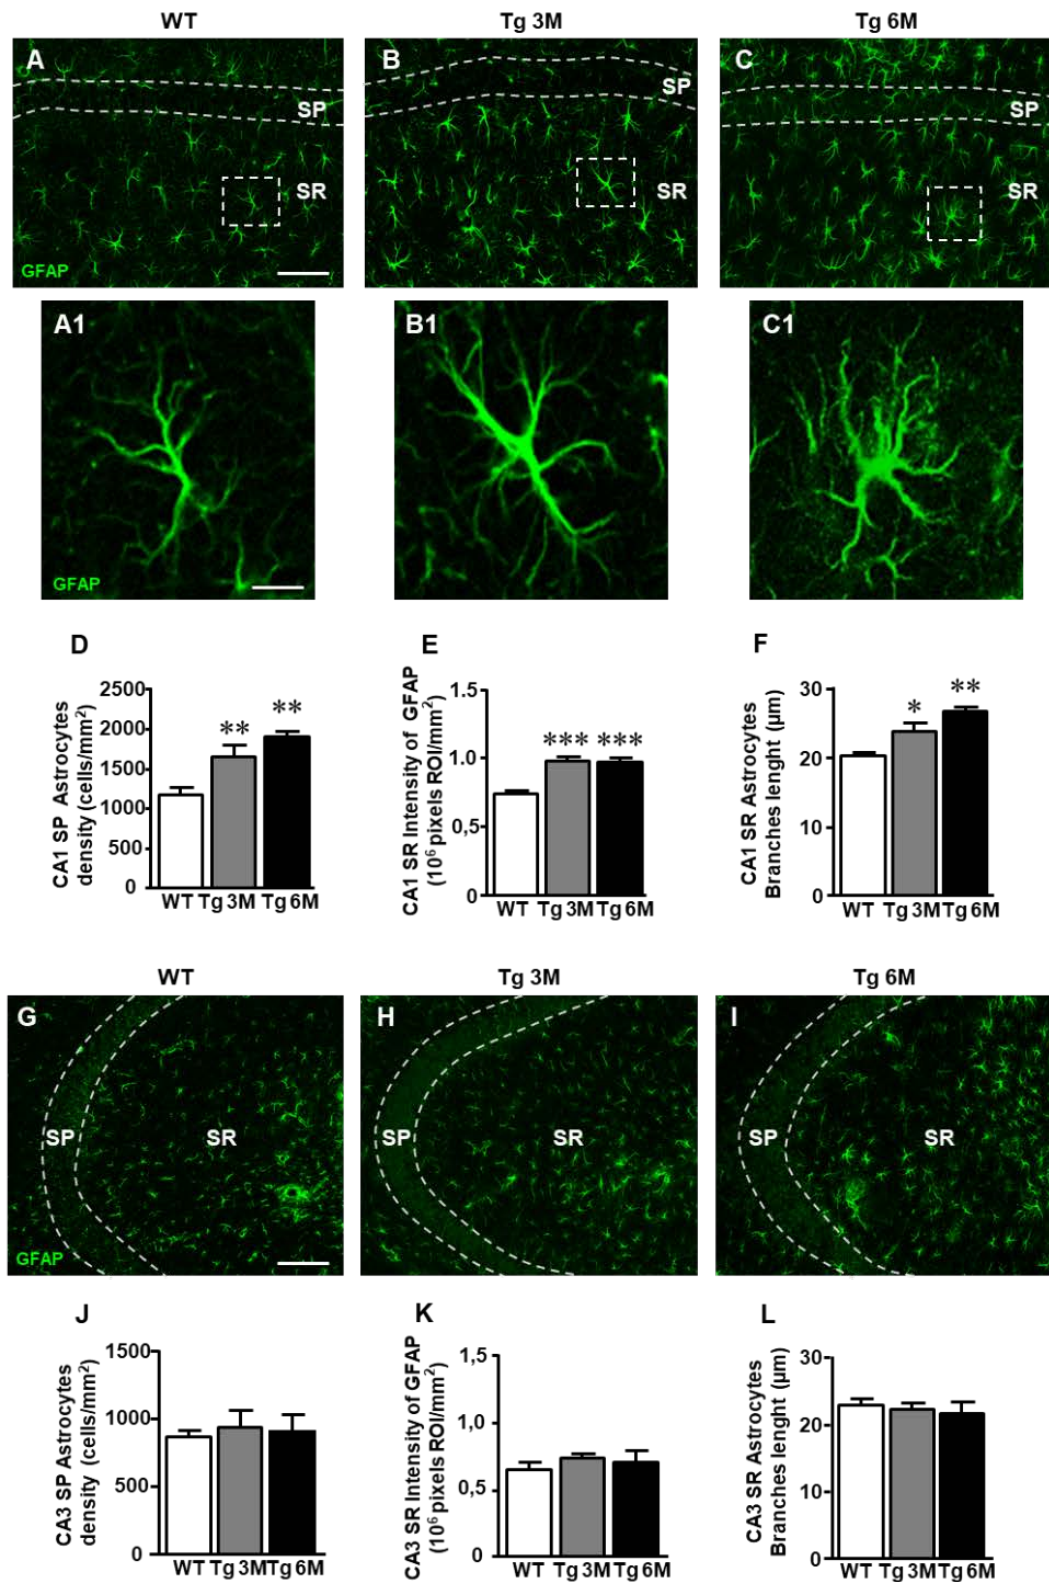 WT Tg 3M Tg 6M
A B C
SP SP SP
SR SR SR
GFAP
A1 B1 C1
GFAP
D E F
CA1 SP Astrocytes
density (cells/mm²)
2500
2000
1500
1000
500
0
** **
WT Tg 3M Tg 6M
CA1 SR Intensity of GFAP
(10⁶ pixels ROI/mm²)
1.5
1.0
0,5
0
*** ***
WT Tg 3M Tg 6M
CA1 SR Astrocytes
Branches lenght (µm)
30
20
10
0
* **
WT Tg 3M Tg 6M
WT Tg 3M Tg 6M
G H I
SP SR SP SR SP SR
GFAP
J K L
CA3 SP Astrocytes
density (cells/mm²)
1500
1000
500
0
WT Tg 3M Tg 6M
CA3 SR Intensity of GFAP
(10⁶ pixels ROI/mm²)
1,5
1,0
0,5
0
WT Tg 3M Tg 6M
CA3 SR Astrocytes
Branches lenght (µm)
30
20
10
0
WT Tg 3M Tg 6M